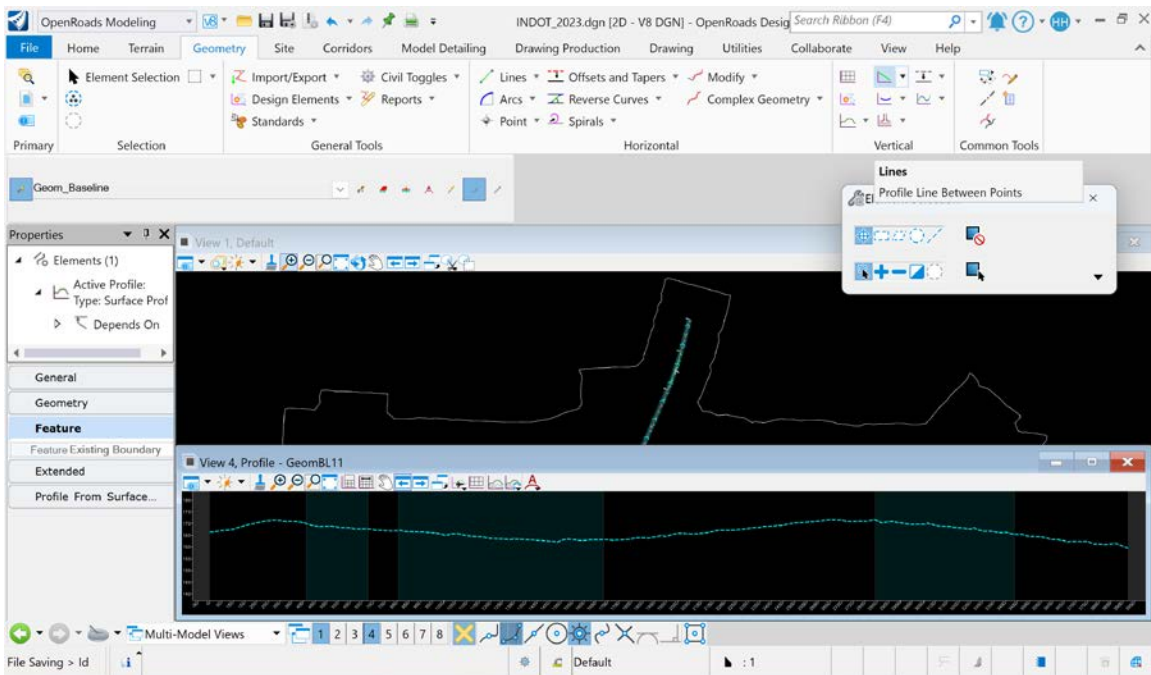 OpenRoads Modeling
INDOT_2023.dgn [2D - V8 DGN] - OpenRoads Desig
Search Ribbon (F4)
HH
File Home Terrain Geometry Site Corridors Model Detailing Drawing Production Drawing Utilities Collaborate View Help
Element Selection
Import/Export
Civil Toggles
Lines
Offsets and Tapers
Modify
Design Elements
Reports
Arcs
Reverse Curves
Complex Geometry
Standards
Point
Spirals
Primary Selection General Tools Horizontal Vertical Common Tools
Lines
Profile Line Between Points
Geom_Baseline
Properties
View 1, Default
Elements (1)
Active Profile:
Type: Surface Prof
Depends On
General
Geometry
Feature
Feature Existing Boundary
Extended
Profile From Surface...
View 4, Profile - GeomBL11
Multi-Model Views
1 2 3 4 5 6 7 8
File Saving > Id
Default
: 1